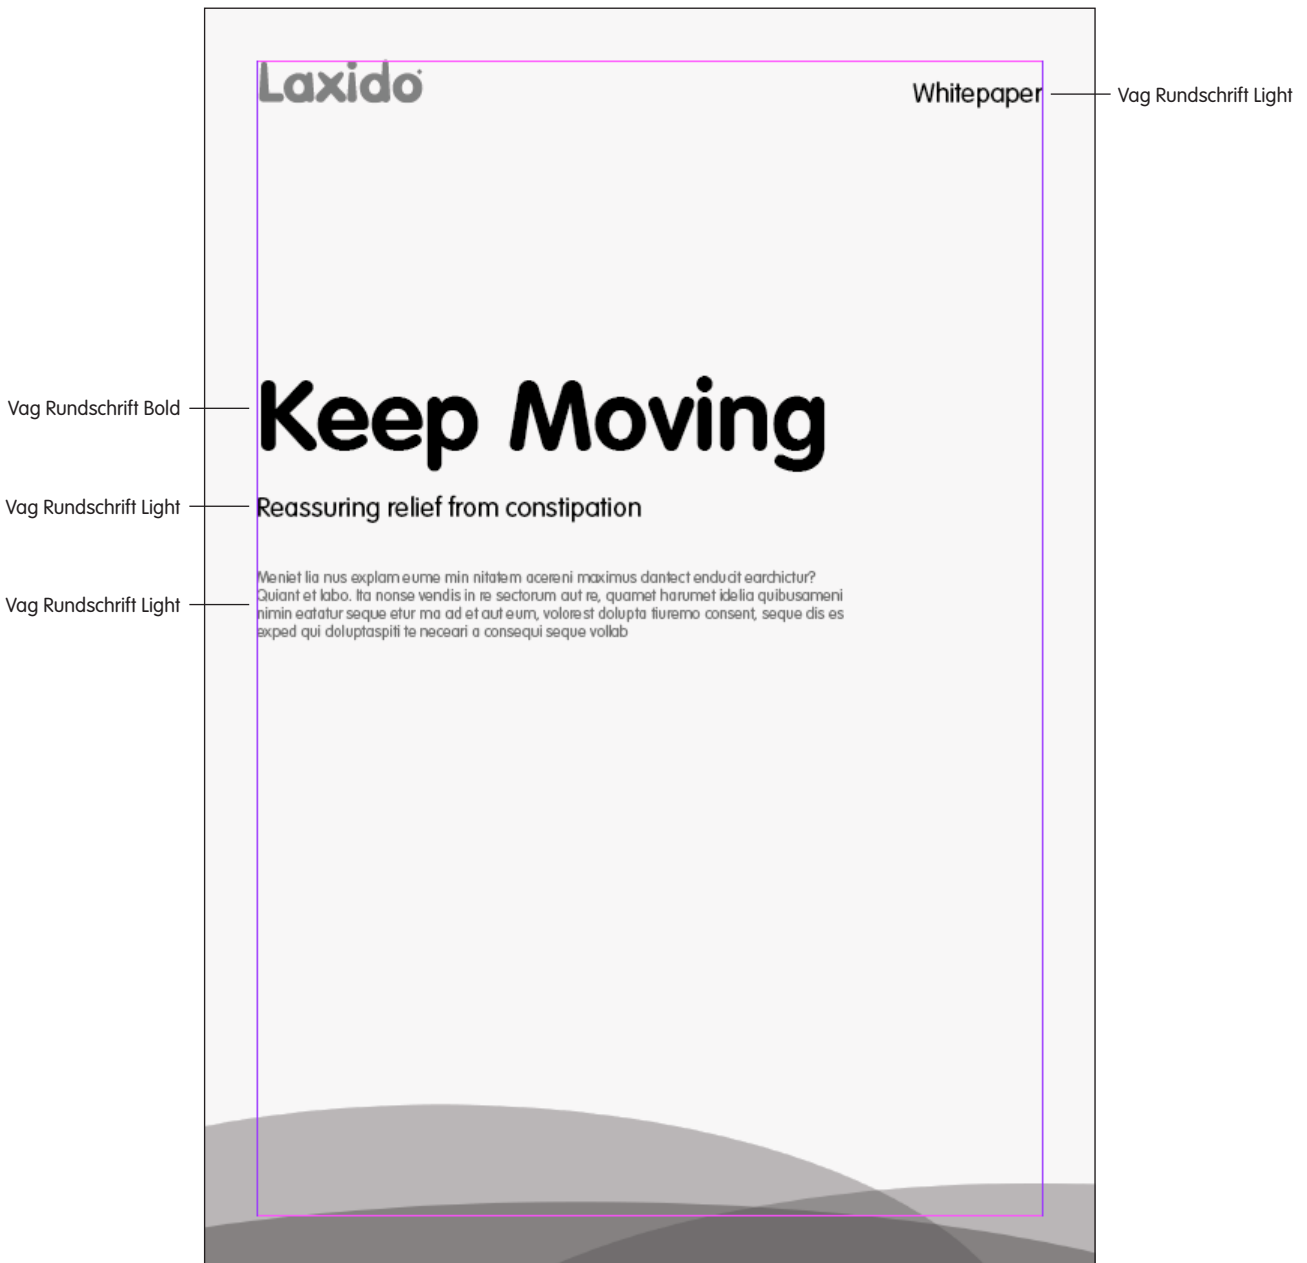 Laxido
Whitepaper
Vag Rundschrift Light
Vag Rundschrift Bold
Keep Moving
Vag Rundschrift Light
Reassuring relief from constipation
Vag Rundschrift Light
Meniet lia nus explam eume min nitatem acereni maximus dantect enducit earchictur?
Quiant et labo. Ita nonse vendis in re sectorum aut re, quamet harumet idelia quibusameni
nimin eatatur seque etur ma ad et aut eum, volorest dolupta tiuremo consent, seque dis es
exped qui doluptaspiti te neceari a consequi seque vollab